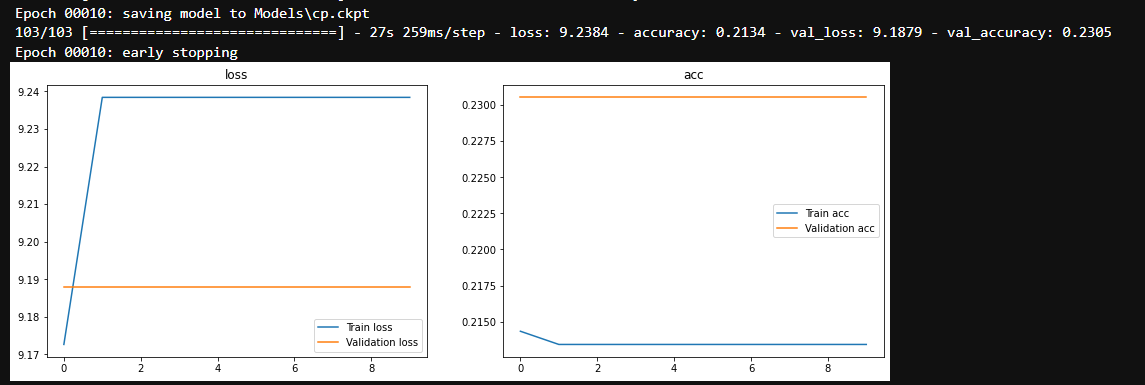 Epoch 00010: saving model to Models\cp.ckpt
103/103 [==============================] - 27s 259ms/step - loss: 9.2384 - accuracy: 0.2134 - val_loss: 9.1879 - val_accuracy: 0.2305
Epoch 00010: early stopping
loss
9.24
9.23
9.22
9.21
9.20
9.19
9.18
9.17
0 2 4 6 8
Train loss
Validation loss
acc
0.2300
0.2275
0.2250
0.2225
0.2200
0.2175
0.2150
0 2 4 6 8
Train acc
Validation acc